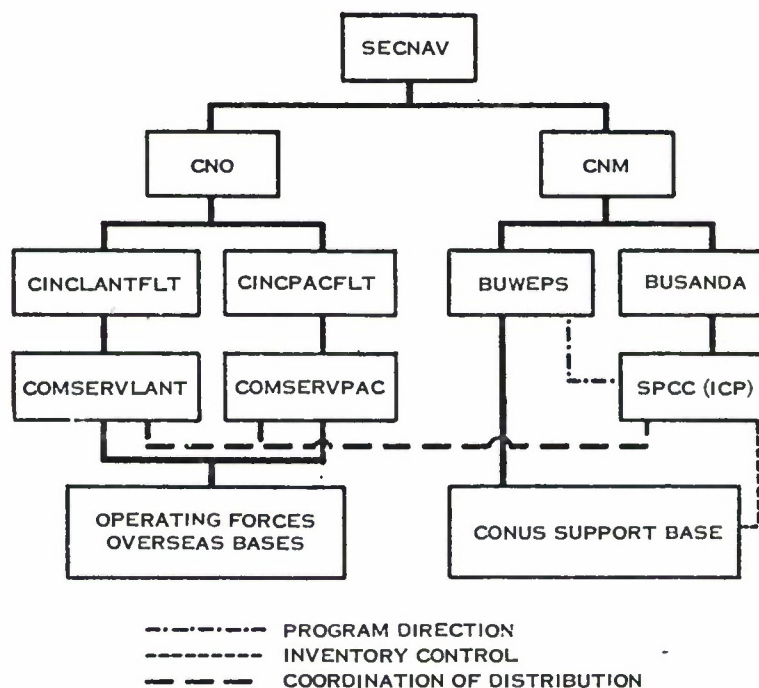 SECNAV
CNO
CNM
CINCLANTFLT
CINCPACFLT
BUWEPS
BUSANDA
COMSERVLANT
COMSERVPAC
SPCC (ICP)
OPERATING FORCES
OVERSEAS BASES
CONUS SUPPORT BASE
PROGRAM DIRECTION
INVENTORY CONTROL
COORDINATION OF DISTRIBUTION